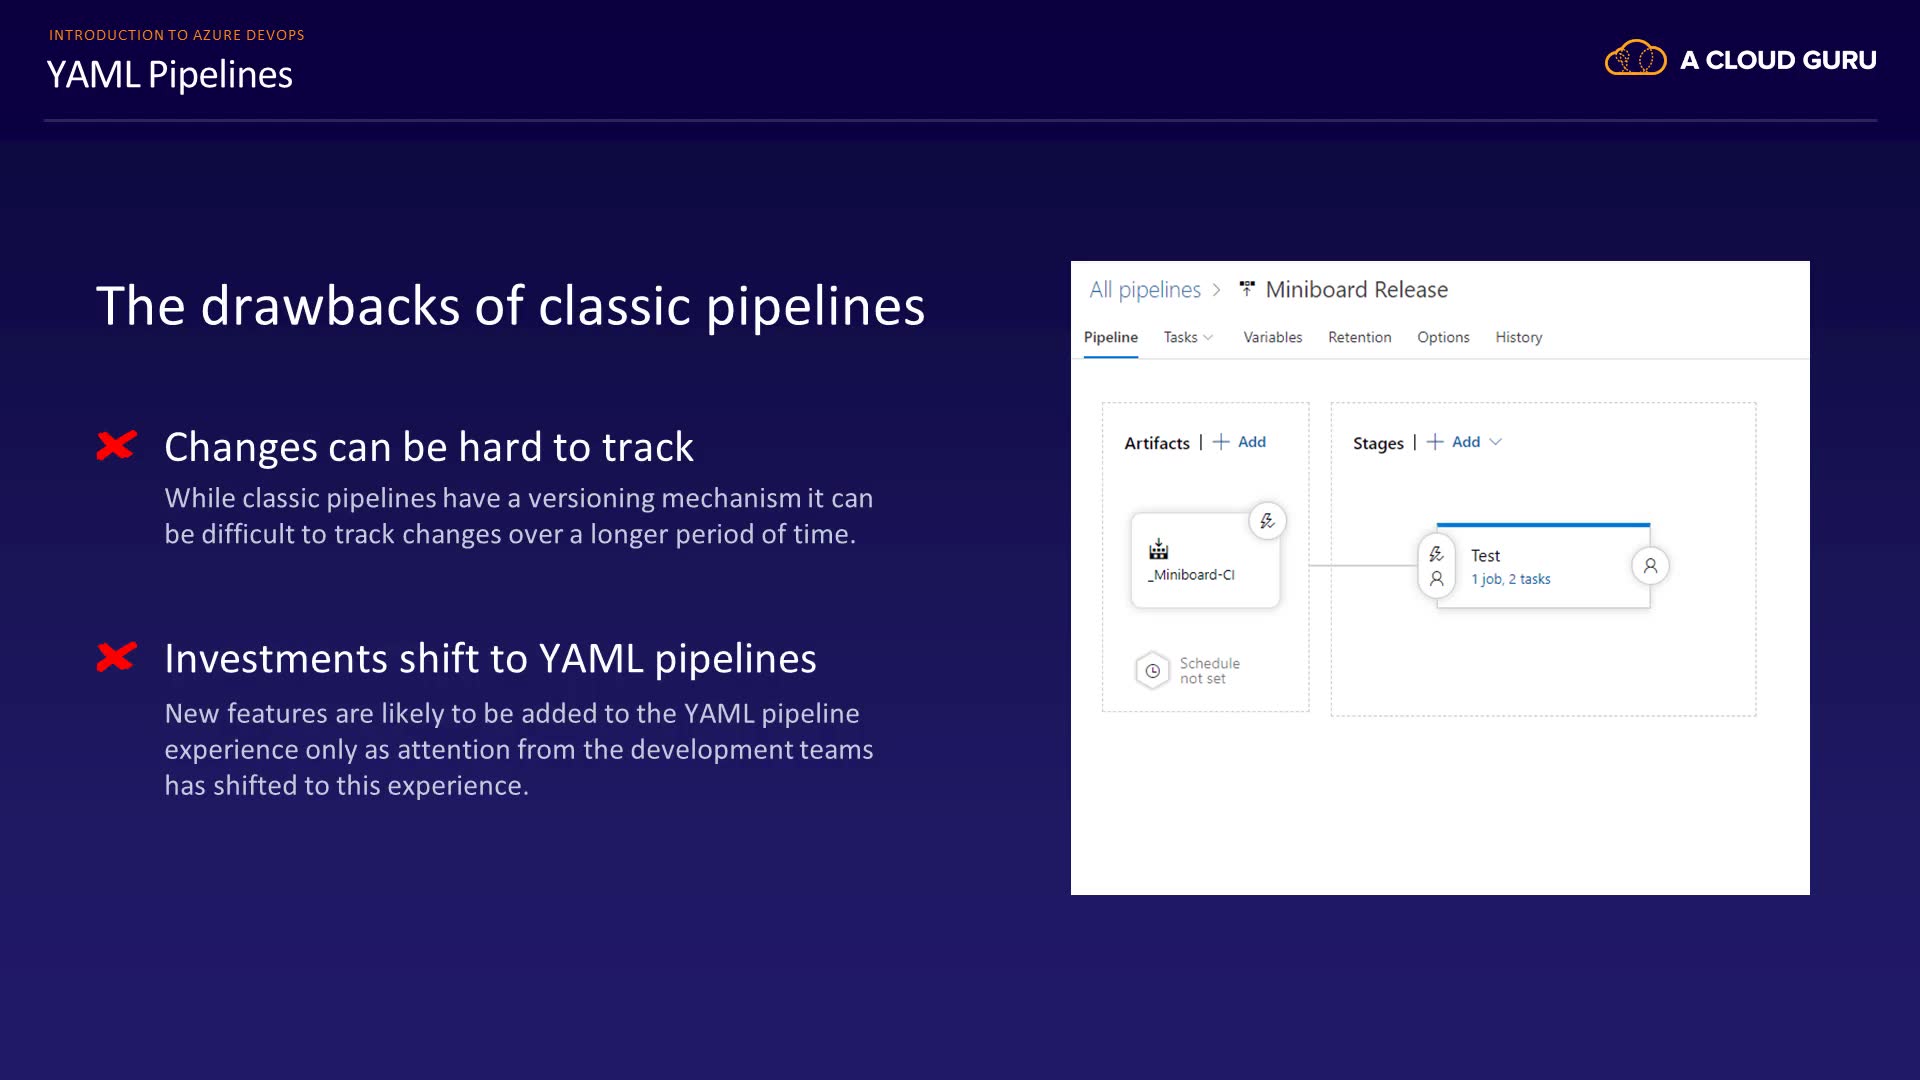 INTRODUCTION TO AZURE DEVOPS
YAML Pipelines
A CLOUD GURU
The drawbacks of classic pipelines
Changes can be hard to track
While classic pipelines have a versioning mechanism it can
be difficult to track changes over a longer period of time.
Investments shift to YAML pipelines
New features are likely to be added to the YAML pipeline
experience only as attention from the development teams
has shifted to this experience.
All pipelines > Miniboard Release
Pipeline Tasks Variables Retention Options History
Artifacts | + Add
Stages | + Add
_Miniboard-CI
Test
1 job, 2 tasks
Schedule
not set